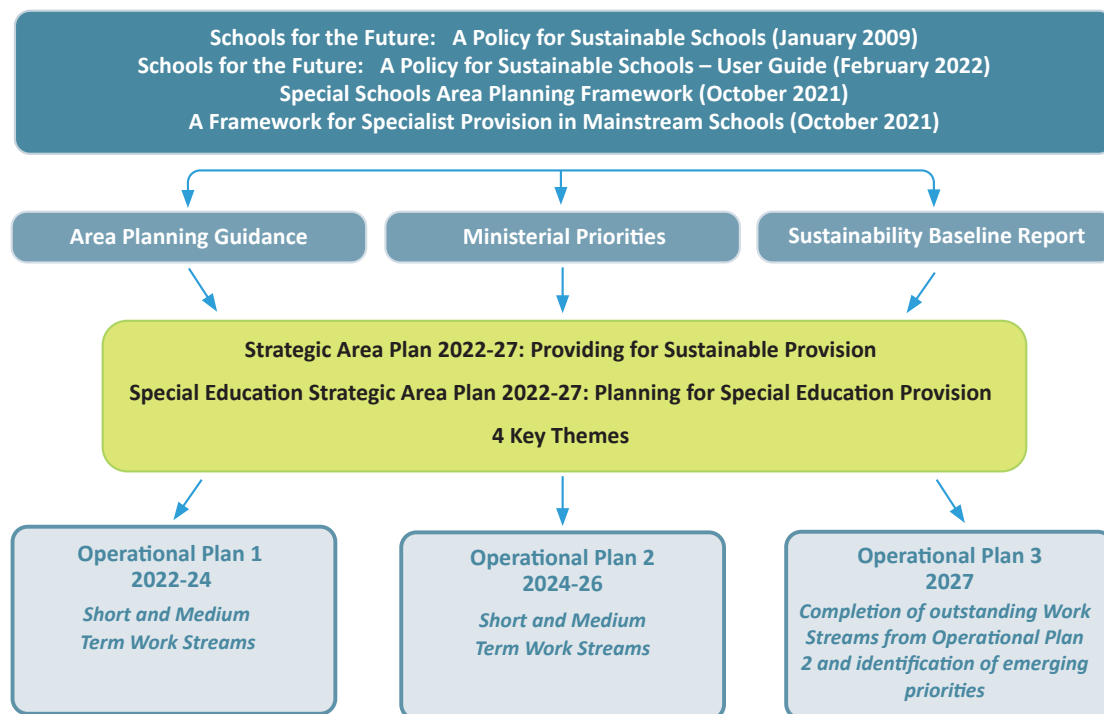 Schools for the Future: A Policy for Sustainable Schools (January 2009)
Schools for the Future: A Policy for Sustainable Schools – User Guide (February 2022)
Special Schools Area Planning Framework (October 2021)
A Framework for Specialist Provision in Mainstream Schools (October 2021)
Area Planning Guidance
Ministerial Priorities
Sustainability Baseline Report
Strategic Area Plan 2022-27: Providing for Sustainable Provision
Special Education Strategic Area Plan 2022-27: Planning for Special Education Provision
4 Key Themes
Operational Plan 1
2022-24
Short and Medium
Term Work Streams
Operational Plan 2
2024-26
Short and Medium
Term Work Streams
Operational Plan 3
2027
Completion of outstanding Work
Streams from Operational Plan
2 and identification of emerging
priorities